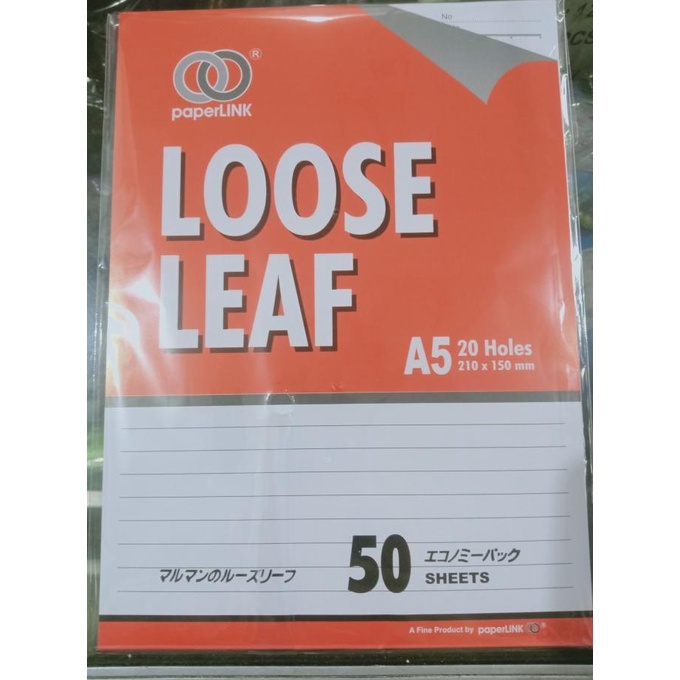 No
®
paperLINK
LOOSE
LEAF
A5 20 Holes
210 x 150 mm
マルマンのルーズリーフ
50 エコノミーパック
SHEETS
A Fine Product by paperLINK ®